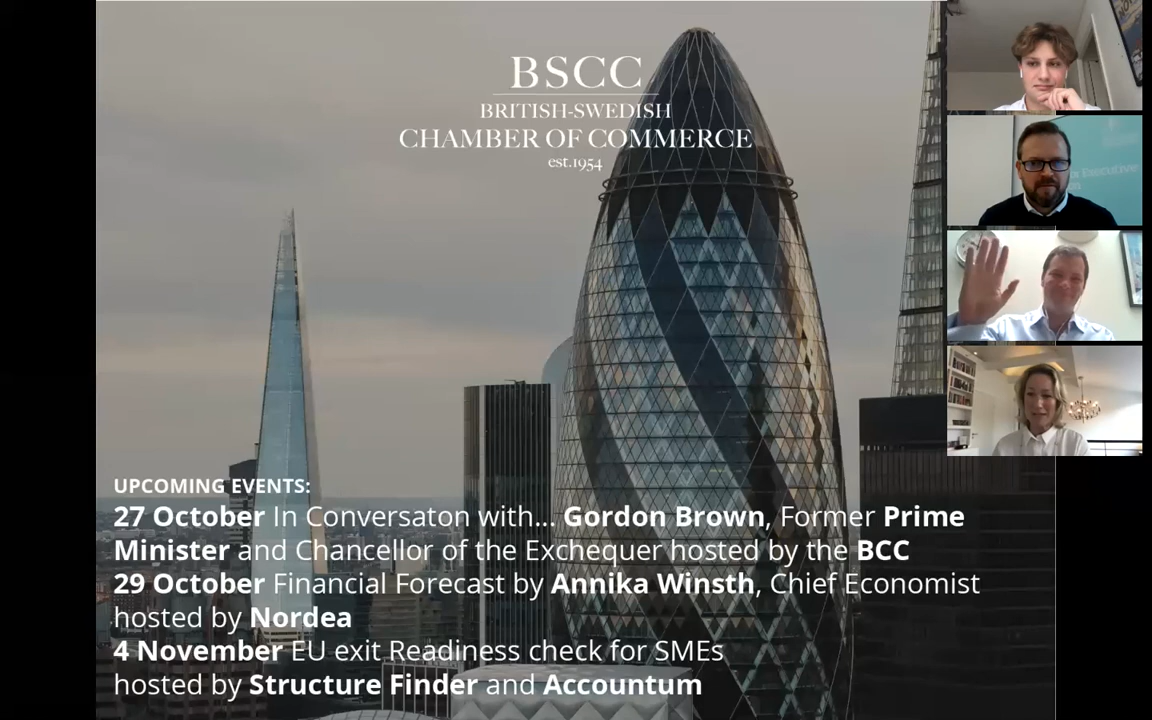 BSCC
BRITISH-SWEDISH
CHAMBER OF COMMERCE
est.1954
Executive
UPCOMING EVENTS:
27 October In Conversaton with... Gordon Brown, Former Prime
Minister and Chancellor of the Exchequer hosted by the BCC
29 October Financial Forecast by Annika Winsth, Chief Economist
hosted by Nordea
4 November EU exit Readiness check for SMEs
hosted by Structure Finder and Accountum